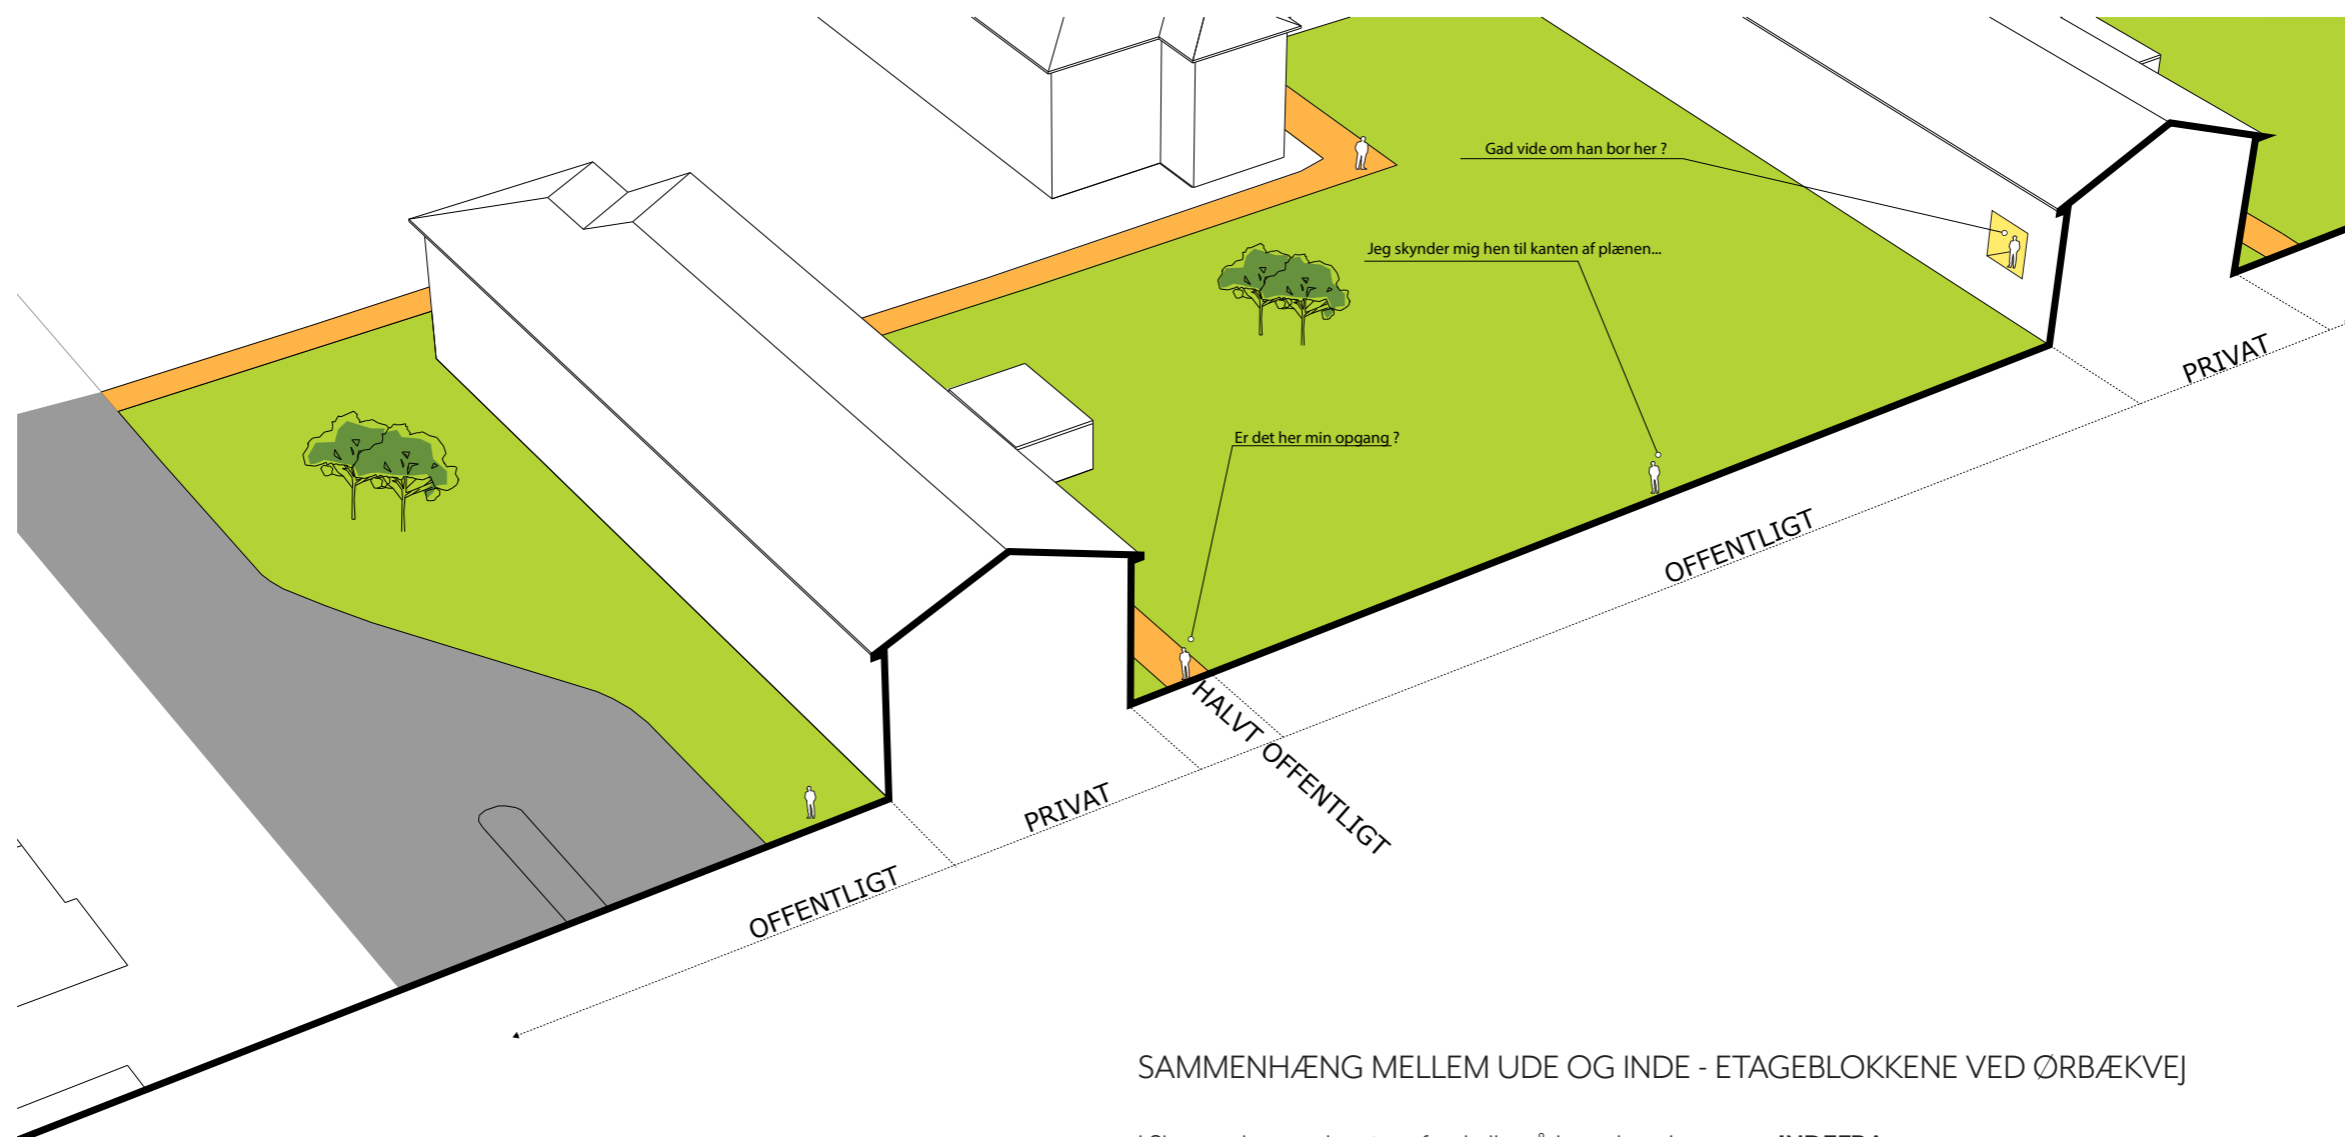 Gad vide om han bor her ?
Jeg skynder mig hen til kanten af plænen...
Er det her min opgang ?
PRIVAT
OFFENTLIGT
HALVT OFFENTLIGT
PRIVAT
OFFENTLIGT
SAMMENHÆNG MELLEM UDE OG INDE - ETAGEBLOKKENE VED ØRBÆKVEJ